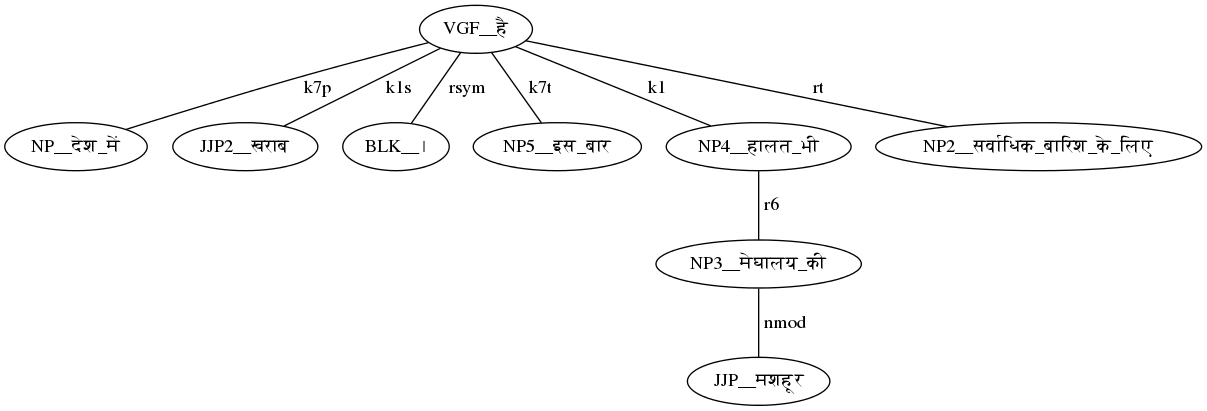 VGF__है
k7p k1s rsym k7t k1 rt
NP__देश_में JJP2__खराब BLK__। NP5__इस_बार NP4__हालत_भी NP2__सर्वाधिक_बारिश_के_लिए
r6
NP3__मेघालय_की
nmod
JJP__मशहूर